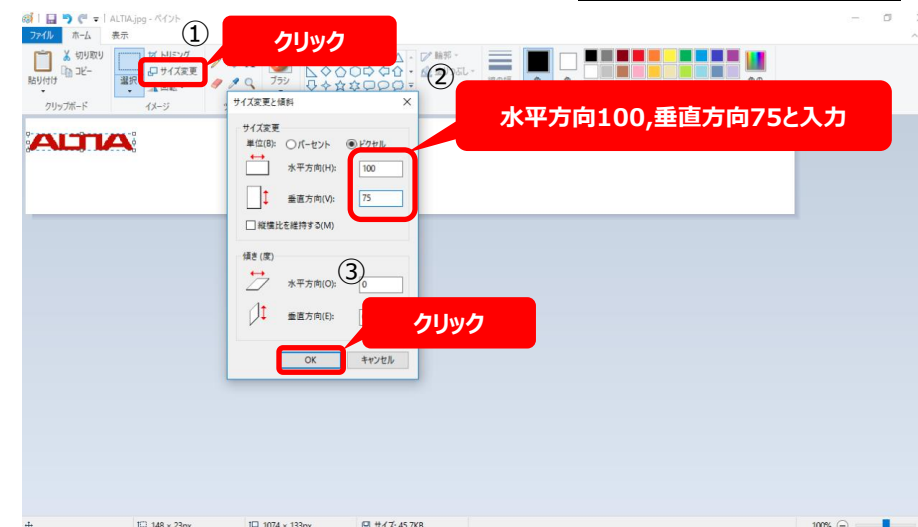 ALTIA.jpg - ペイント
ファイル ホーム 表示
① クリック
切り取り
コピー
貼り付け
選択
トリミング
サイズ変更
ブラシ
輪郭
クリップボード
イメージ
②
水平方向100,垂直方向75と入力
ALTIA
サイズ変更と傾斜
サイズ変更
単位(B): パーセント ピクセル
水平方向(H): 100
垂直方向(V): 75
縦横比を維持する(M)
傾き (度)
③
水平方向(O): 0
垂直方向(E):
クリック
OK キャンセル
148 × 23px 1074 × 133px サイズ: 45.7KB 100%